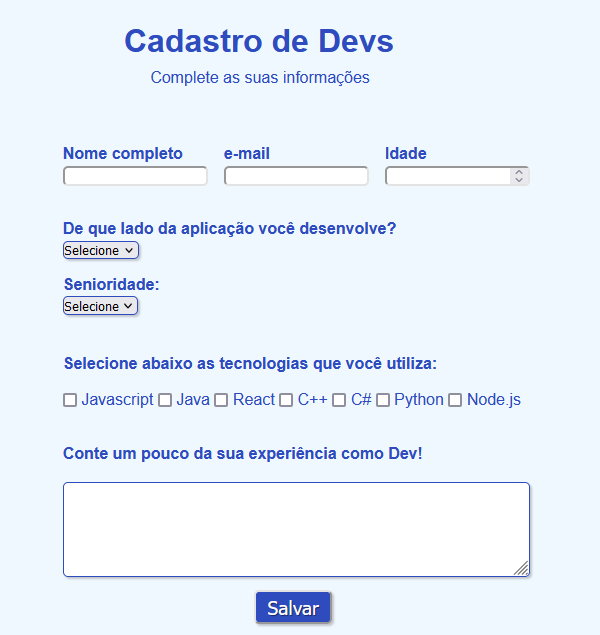 Cadastro de Devs
Complete as suas informações
Nome completo e-mail Idade
De que lado da aplicação você desenvolve?
Selecione
Senioridade:
Selecione
Selecione abaixo as tecnologias que você utiliza:
Javascript Java React C++ C# Python Node.js
Conte um pouco da sua experiência como Dev!
Salvar